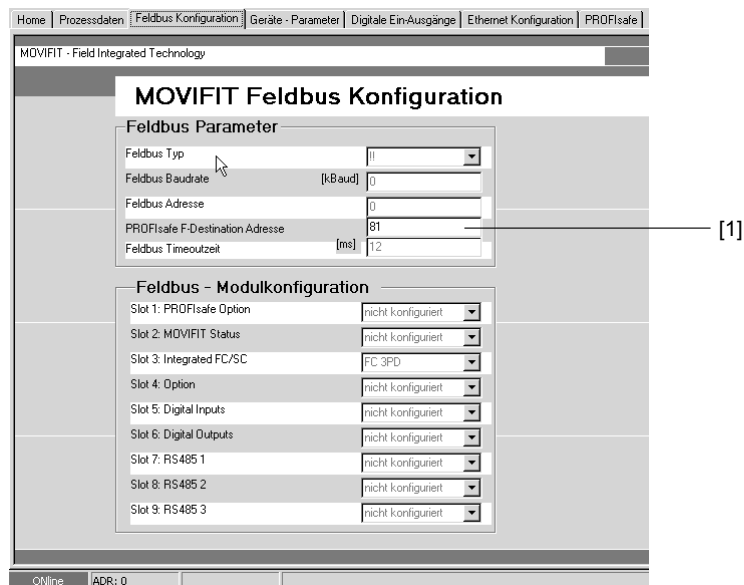 Home Prozessdaten Feldbus Konfiguration Geräte - Parameter Digitale Ein-Ausgänge Ethernet Konfiguration PROFIsafe
MOVIFIT - Field Integrated Technology
MOVIFIT Feldbus Konfiguration
Feldbus Parameter
Feldbus Typ !!
Feldbus Baudrate [kBaud] 0
Feldbus Adresse 0
PROFIsafe F-Destination Adresse 81 [1]
Feldbus Timeoutzeit [ms] 12
Feldbus - Modulkonfiguration
Slot 1: PROFIsafe Option nicht konfiguriert
Slot 2: MOVIFIT Status nicht konfiguriert
Slot 3: Integrated FC/SC FC 3PD
Slot 4: Option nicht konfiguriert
Slot 5: Digital Inputs nicht konfiguriert
Slot 6: Digital Outputs nicht konfiguriert
Slot 7: RS485 1 nicht konfiguriert
Slot 8: RS485 2 nicht konfiguriert
Slot 9: RS485 3 nicht konfiguriert
ONline ADR: 0